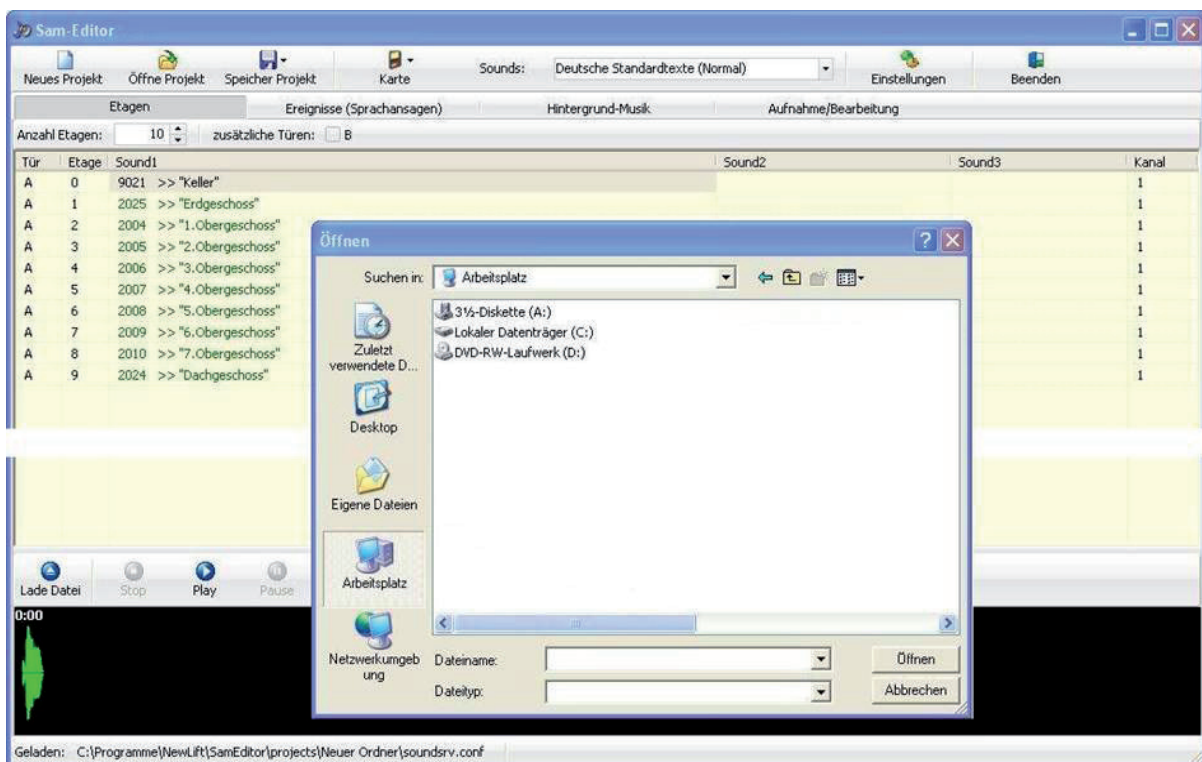 Sam-Editor
Neues Projekt Öffne Projekt Speicher Projekt Karte Sounds: Deutsche Standardtexte (Normal) Einstellungen Beenden
Etagen Ereignisse (Sprachansagen) Hintergrund-Musik Aufnahme/Bearbeitung
Anzahl Etagen: 10 zusätzliche Türen: B
Tür Etage Sound1 Sound2 Sound3 Kanal
A 0 9021 >> "Keller" 1
A 1 2025 >> "Erdgeschoss" 1
A 2 2004 >> "1.Obergeschoss" 1
A 3 2005 >> "2.Obergeschoss" 1
A 4 2006 >> "3.Obergeschoss" 1
A 5 2007 >> "4.Obergeschoss" 1
A 6 2008 >> "5.Obergeschoss" 1
A 7 2009 >> "6.Obergeschoss" 1
A 8 2010 >> "7.Obergeschoss" 1
A 9 2024 >> "Dachgeschoss" 1
Öffnen
Suchen in: Arbeitsplatz
3½-Diskette (A:)
Lokaler Datenträger (C:)
DVD-RW-Laufwerk (D:)
Zuletzt
verwendete D...
Desktop
Eigene Dateien
Arbeitsplatz
Netzwerkumgeb
ung
Dateiname: Öffnen
Dateityp: Abbrechen
Lade Datei Stop Play Pause
0:00
Geladen: C:\Programme\NewLift\SamEditor\projects\Neuer Ordner\soundsrv.conf